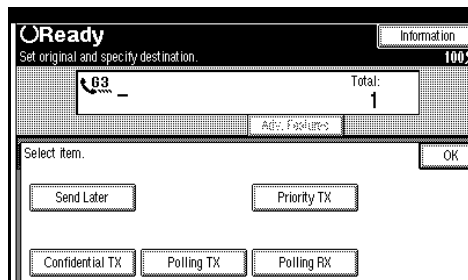 Ready
Information
Set original and specify destination.
100%
G3
Total:
1
Adv. Features
Select item.
OK
Send Later
Priority TX
Confidential TX
Polling TX
Polling RX